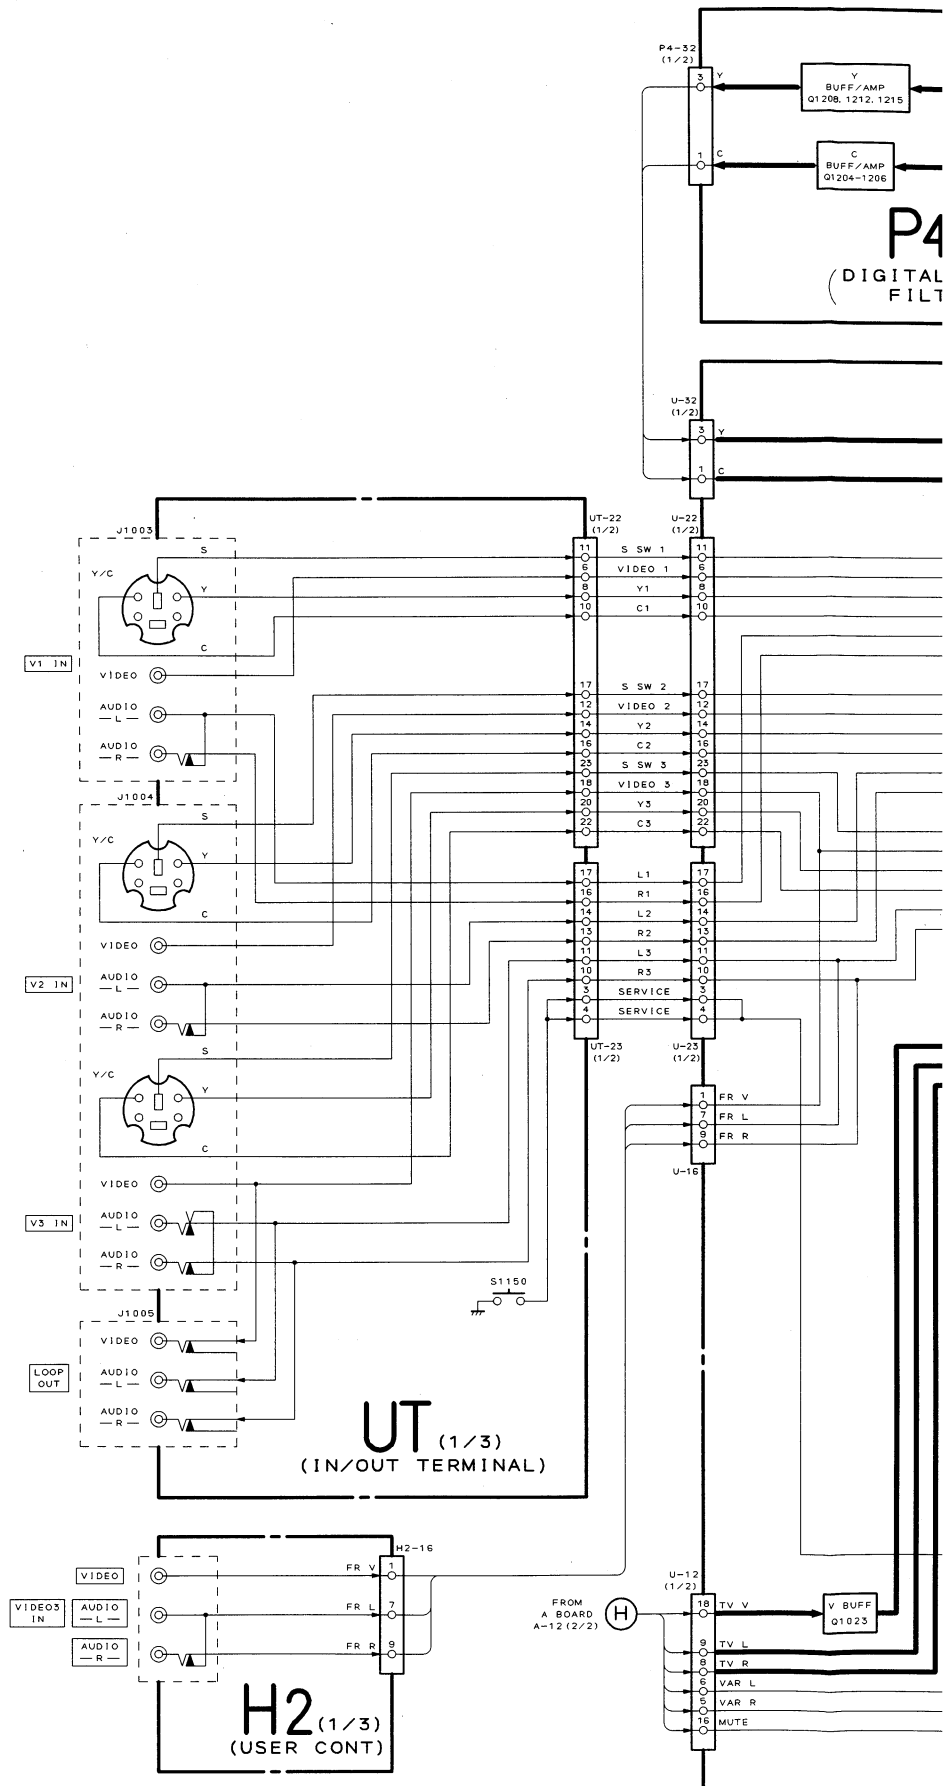 P4-32
(1/2)
3 Y
Y
BUFF/AMP
Q1208, 1212, 1215
1 C
C
BUFF/AMP
Q1204-1206
P4
(DIGITAL
FILT
U-32
(1/2)
3 Y
1 C
J1003
UT-22
(1/2)
U-22
(1/2)
S
11 S SW 1 11
6 VIDEO 1 6
Y/C
Y
8 Y1 8
10 C1 10
C
V1 IN
VIDEO
17 S SW 2 17
AUDIO
— L —
12 VIDEO 2 12
14 Y2 14
AUDIO
— R —
16 C2 16
23 S SW 3 23
18 VIDEO 3 18
J1004
20 Y3 20
S
22 C3 22
Y/C
Y
17 L1 17
16 R1 16
C
14 L2 14
VIDEO
13 R2 13
11 L3 11
V2 IN
AUDIO
— L —
10 R3 10
3 SERVICE 3
4 SERVICE 4
AUDIO
— R —
UT-23
(1/2)
U-23
(1/2)
S
Y/C
Y
1 FR V
7 FR L
9 FR R
C
U-16
VIDEO
V3 IN
AUDIO
— L —
AUDIO
— R —
S1150
J1005
VIDEO
LOOP
OUT
AUDIO
— L —
AUDIO
— R —
UT (1/3)
(IN/OUT TERMINAL)
H2-16
VIDEO
FR V 1
VIDEO3
IN
AUDIO
— L —
FR L 7
AUDIO
— R —
FR R 9
H2 (1/3)
(USER CONT)
U-12
(1/2)
FROM
A BOARD
A-12(2/2)
H
18 TV V
V BUFF
Q1023
9 TV L
8 TV R
6 VAR L
5 VAR R
16 MUTE